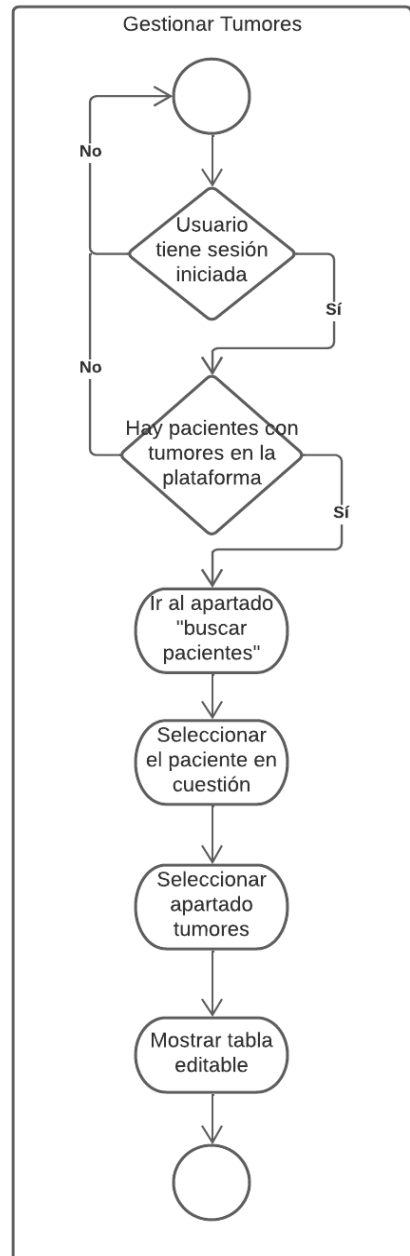 Gestionar Tumores
No
Usuario
tiene sesión
iniciada
Sí
No
Hay pacientes con
tumores en la
plataforma
Sí
Ir al apartado
"buscar
pacientes"
Seleccionar
el paciente en
cuestión
Seleccionar
apartado
tumores
Mostrar tabla
editable